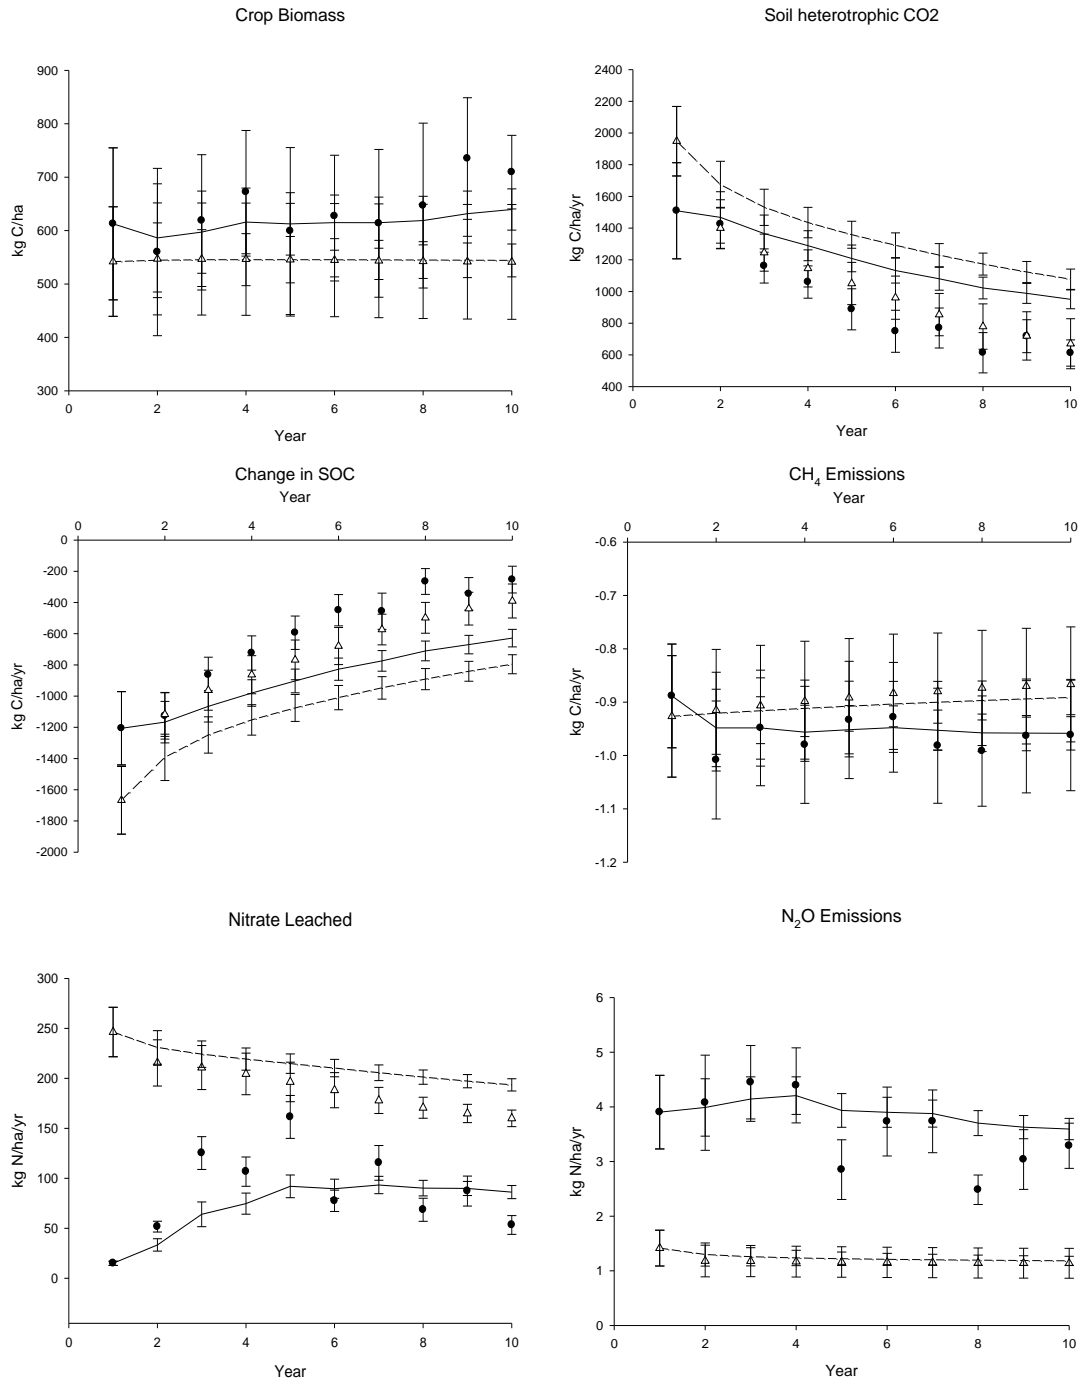 Crop Biomass
900
800
700
600
500
400
300
kg C/ha
0 2 4 6 8 10
Year
Soil heterotrophic CO2
2400
2200
2000
1800
1600
1400
1200
1000
800
600
400
kg C/ha/yr
0 2 4 6 8 10
Year
Change in SOC
Year
0 2 4 6 8 10
0
-200
-400
-600
-800
-1000
-1200
-1400
-1600
-1800
-2000
kg C/ha/yr
CH4 Emissions
Year
0 2 4 6 8 10
-0.6
-0.7
-0.8
-0.9
-1.0
-1.1
-1.2
kg C/ha/yr
Nitrate Leached
300
250
200
150
100
50
0
kg N/ha/yr
0 2 4 6 8 10
Year
N2O Emissions
6
5
4
3
2
1
0
kg N/ha/yr
0 2 4 6 8 10
Year